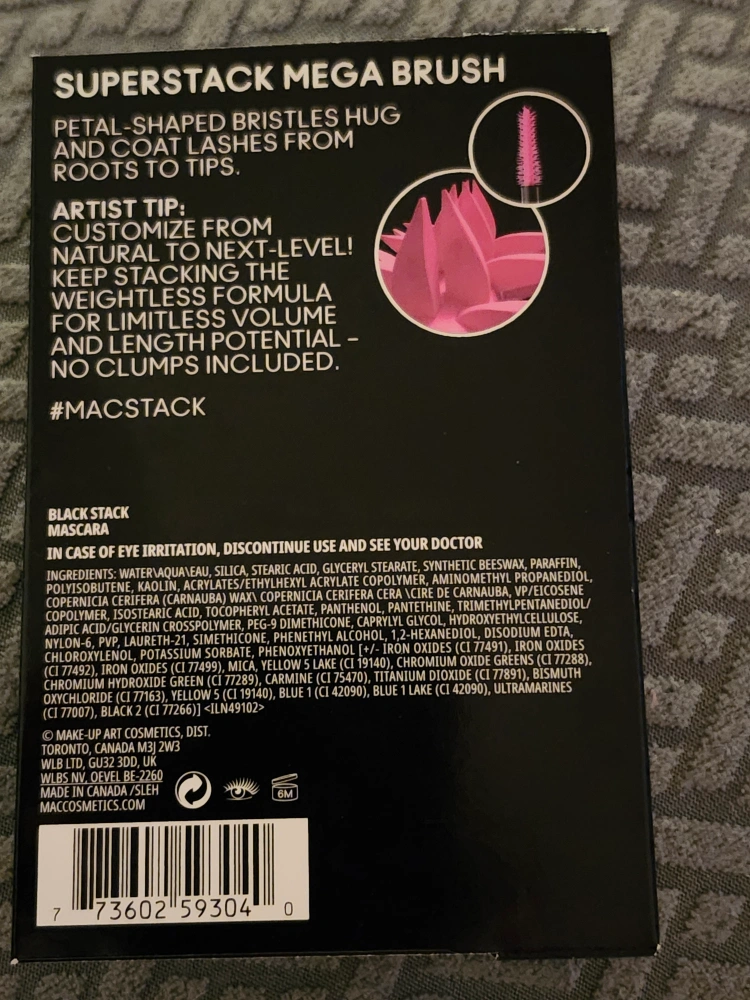 SUPERSTACK MEGA BRUSH
PETAL-SHAPED BRISTLES HUG
AND COAT LASHES FROM
ROOTS TO TIPS.
ARTIST TIP:
CUSTOMIZE FROM
NATURAL TO NEXT-LEVEL!
KEEP STACKING THE
WEIGHTLESS FORMULA
FOR LIMITLESS VOLUME
AND LENGTH POTENTIAL –
NO CLUMPS INCLUDED.
#MACSTACK
BLACK STACK
MASCARA
IN CASE OF EYE IRRITATION, DISCONTINUE USE AND SEE YOUR DOCTOR
INGREDIENTS: WATER\AQUA\EAU, SILICA, STEARIC ACID, GLYCERYL STEARATE, SYNTHETIC BEESWAX, PARAFFIN,
POLYISOBUTENE, KAOLIN, ACRYLATES/ETHYLHEXYL ACRYLATE COPOLYMER, AMINOMETHYL PROPANEDIOL,
COPERNICIA CERIFERA (CARNAUBA) WAX\ COPERNICIA CERIFERA CERA \CIRE DE CARNAUBA, VP/EICOSENE
COPOLYMER, ISOSTEARIC ACID, TOCOPHERYL ACETATE, PANTHENOL, PANTETHINE, TRIMETHYLPENTANEDIOL/
ADIPIC ACID/GLYCERIN CROSSPOLYMER, PEG-9 DIMETHICONE, CAPRYLYL GLYCOL, HYDROXYETHYLCELLULOSE,
NYLON-6, PVP, LAURETH-21, SIMETHICONE, PHENETHYL ALCOHOL, 1,2-HEXANEDIOL, DISODIUM EDTA,
CHLOROXYLENOL, POTASSIUM SORBATE, PHENOXYETHANOL [+/- IRON OXIDES (CI 77491), IRON OXIDES
(CI 77492), IRON OXIDES (CI 77499), MICA, YELLOW 5 LAKE (CI 19140), CHROMIUM OXIDE GREENS (CI 77288),
CHROMIUM HYDROXIDE GREEN (CI 77289), CARMINE (CI 75470), TITANIUM DIOXIDE (CI 77891), BISMUTH
OXYCHLORIDE (CI 77163), YELLOW 5 (CI 19140), BLUE 1 (CI 42090), BLUE 1 LAKE (CI 42090), ULTRAMARINES
(CI 77007), BLACK 2 (CI 77266)] <ILN49102>
© MAKE-UP ART COSMETICS, DIST.
TORONTO, CANADA M3J 2W3
WLB LTD, GU32 3DD, UK
WLBS NV, OEVEL BE-2260
MADE IN CANADA /SLEH
MACCOSMETICS.COM
6M
7 73602 59304 0